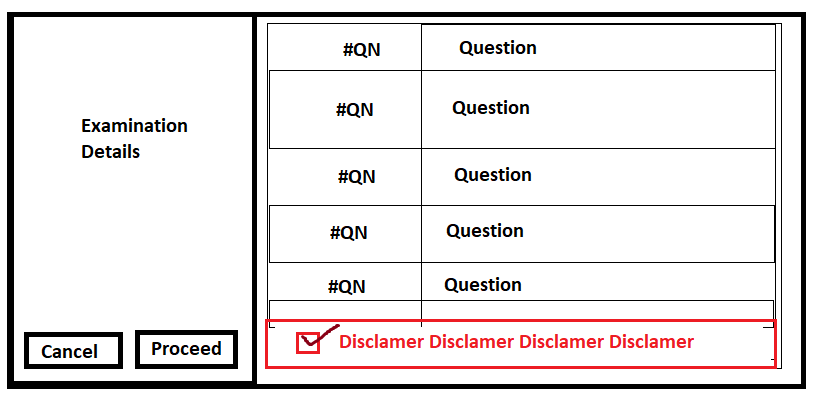 Examination
Details
Cancel
Proceed
#QN Question
#QN Question
#QN Question
#QN Question
#QN Question
Disclamer Disclamer Disclamer Disclamer